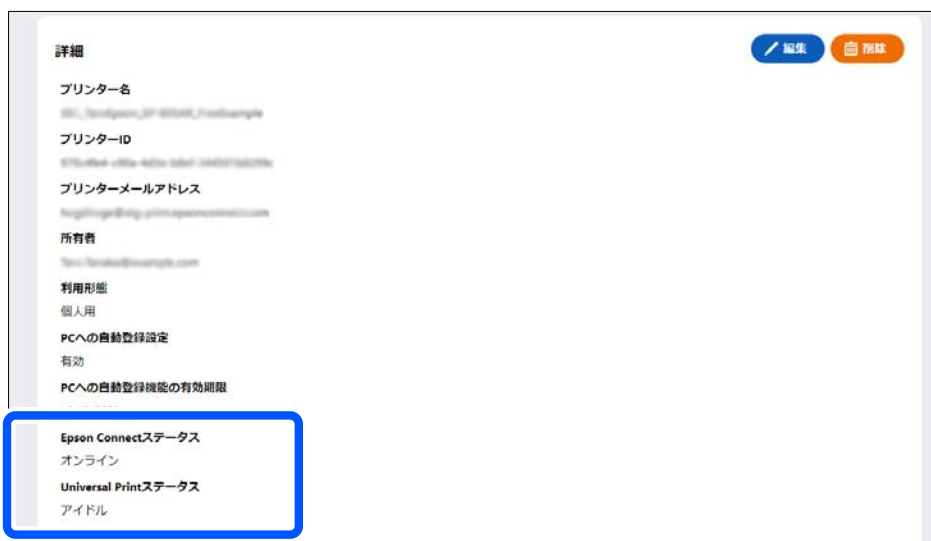 詳細
編集
削除
プリンター名
プリンターID
プリンターメールアドレス
所有者
利用形態
個人用
PCへの自動登録設定
有効
PCへの自動登録機能の有効期限
Epson Connectステータス
オンライン
Universal Printステータス
アイドル